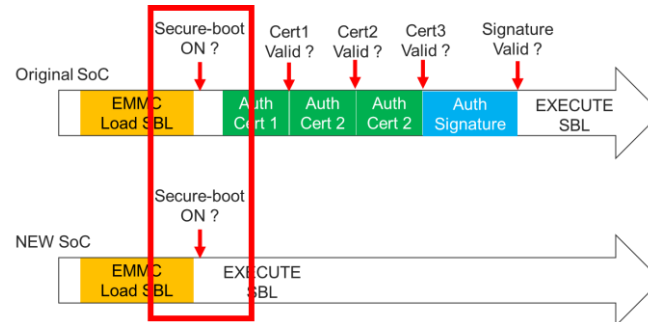 Secure-boot
ON ?
Cert1
Valid ?
Cert2
Valid ?
Cert3
Valid ?
Signature
Valid ?
Original SoC
EMMC
Load SBL
Auth
Cert 1
Auth
Cert 2
Auth
Cert 2
Auth
Signature
EXECUTE
SBL
Secure-boot
ON ?
NEW SoC
EMMC
Load SBL
EXECUTE
SBL